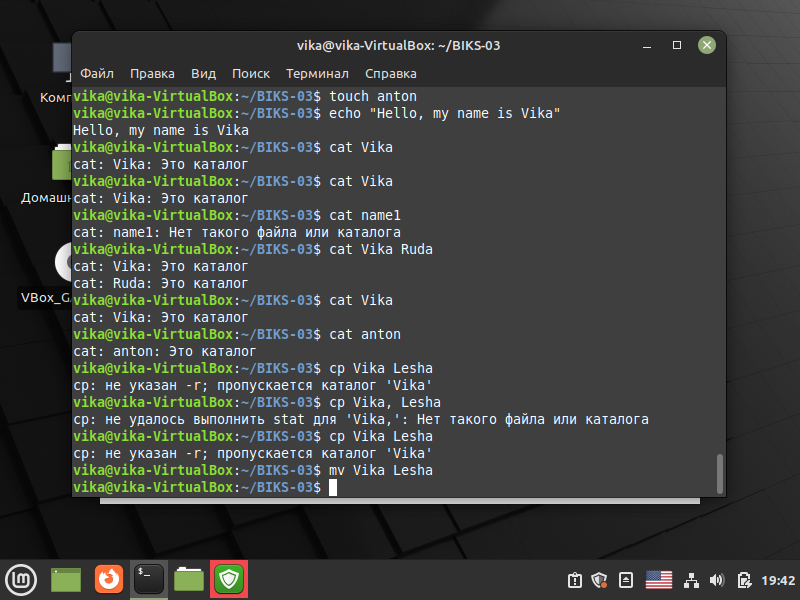 vika@vika-VirtualBox: ~/BIKS-03
Файл Правка Вид Поиск Терминал Справка
vika@vika-VirtualBox:~/BIKS-03$ touch anton
vika@vika-VirtualBox:~/BIKS-03$ echo "Hello, my name is Vika"
Hello, my name is Vika
vika@vika-VirtualBox:~/BIKS-03$ cat Vika
cat: Vika: Это каталог
vika@vika-VirtualBox:~/BIKS-03$ cat Vika
cat: Vika: Это каталог
vika@vika-VirtualBox:~/BIKS-03$ cat name1
cat: name1: Нет такого файла или каталога
vika@vika-VirtualBox:~/BIKS-03$ cat Vika Ruda
cat: Vika: Это каталог
cat: Ruda: Это каталог
vika@vika-VirtualBox:~/BIKS-03$ cat Vika
cat: Vika: Это каталог
vika@vika-VirtualBox:~/BIKS-03$ cat anton
cat: anton: Это каталог
vika@vika-VirtualBox:~/BIKS-03$ cp Vika Lesha
cp: не указан -r; пропускается каталог 'Vika'
vika@vika-VirtualBox:~/BIKS-03$ cp Vika, Lesha
cp: не удалось выполнить stat для 'Vika,': Нет такого файла или каталога
vika@vika-VirtualBox:~/BIKS-03$ cp Vika Lesha
cp: не указан -r; пропускается каталог 'Vika'
vika@vika-VirtualBox:~/BIKS-03$ mv Vika Lesha
vika@vika-VirtualBox:~/BIKS-03$
Комп
Домашн
VBox_G
19:42